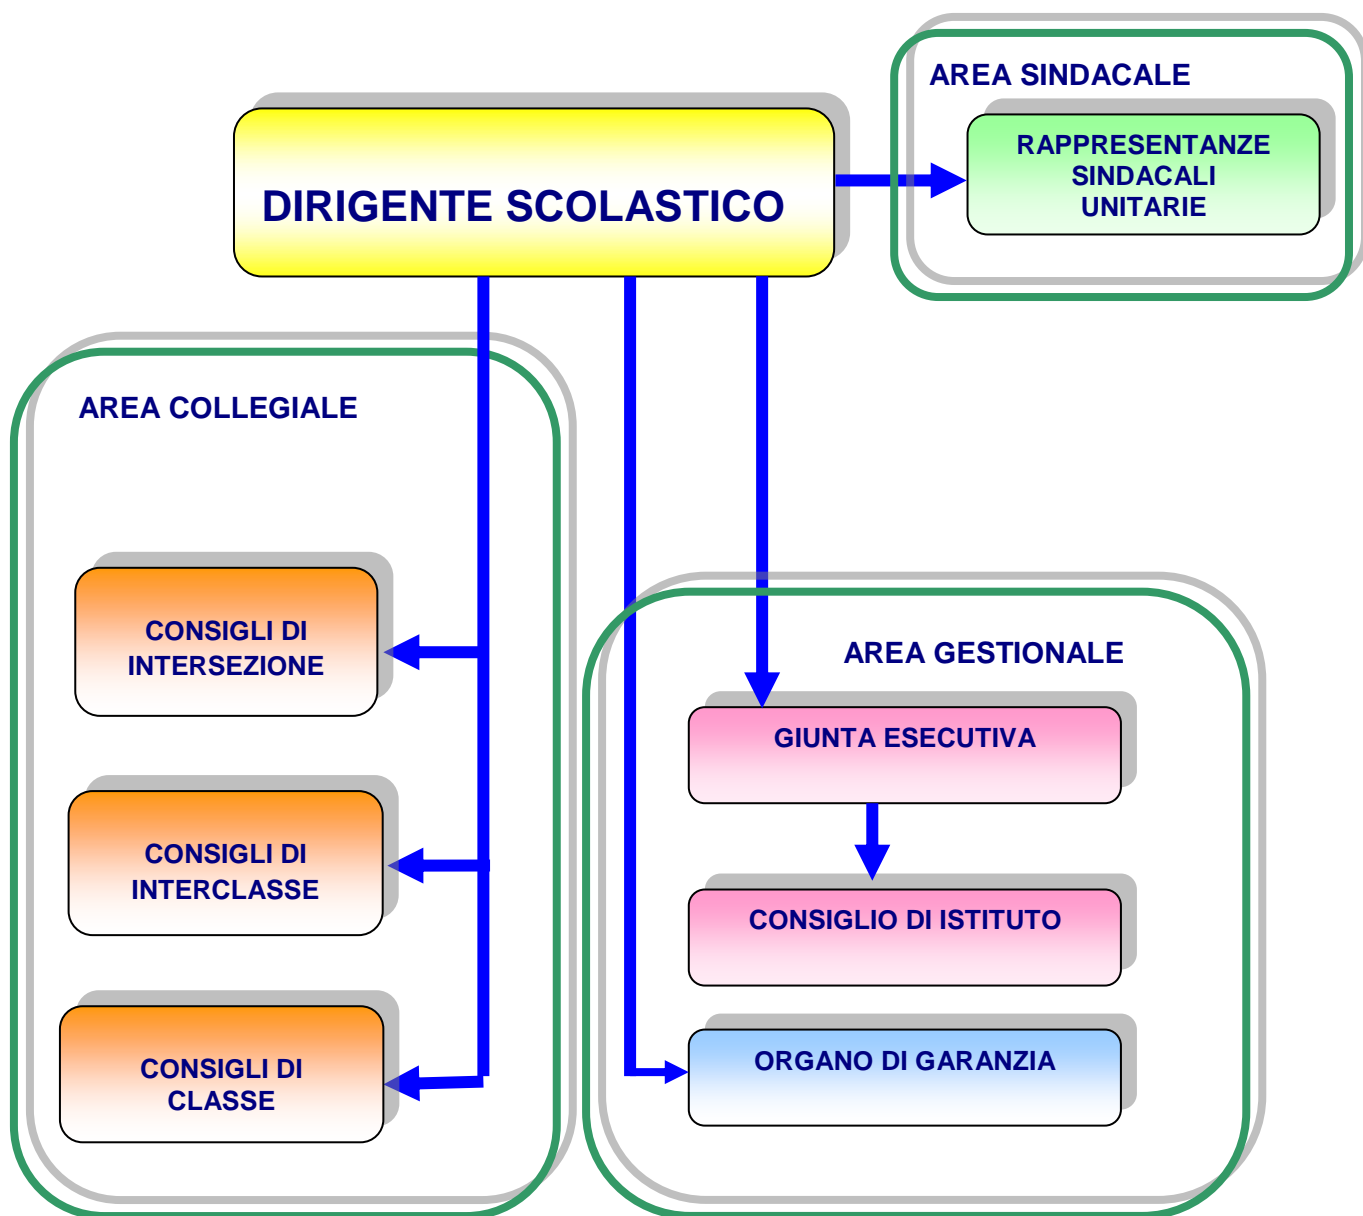 AREA SINDACALE
RAPPRESENTANZE
SINDACALI
UNITARIE
DIRIGENTE SCOLASTICO
AREA COLLEGIALE
CONSIGLI DI
INTERSEZIONE
CONSIGLI DI
INTERCLASSE
CONSIGLI DI
CLASSE
AREA GESTIONALE
GIUNTA ESECUTIVA
CONSIGLIO DI ISTITUTO
ORGANO DI GARANZIA